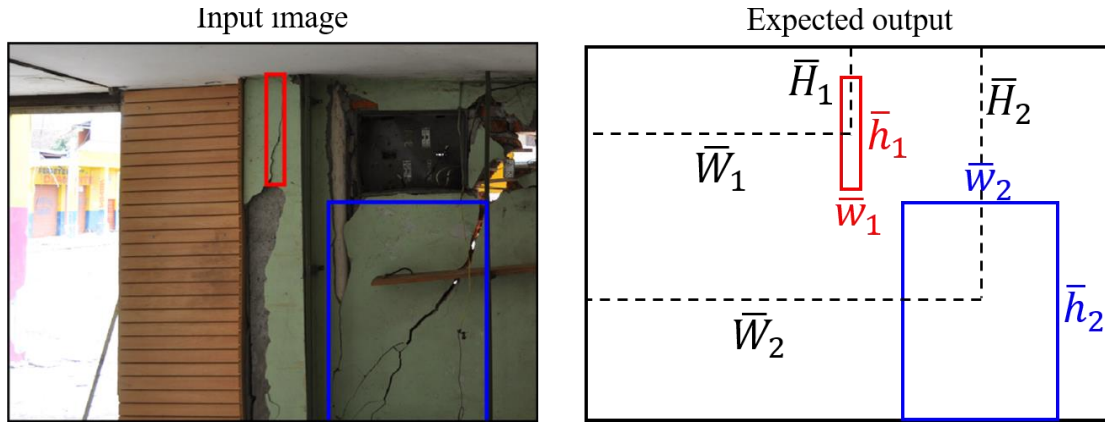 Input image
Expected output
H̅₁
H̅₂
h̅₁
W̅₁
w̅₂
w̅₁
h̅₂
W̅₂